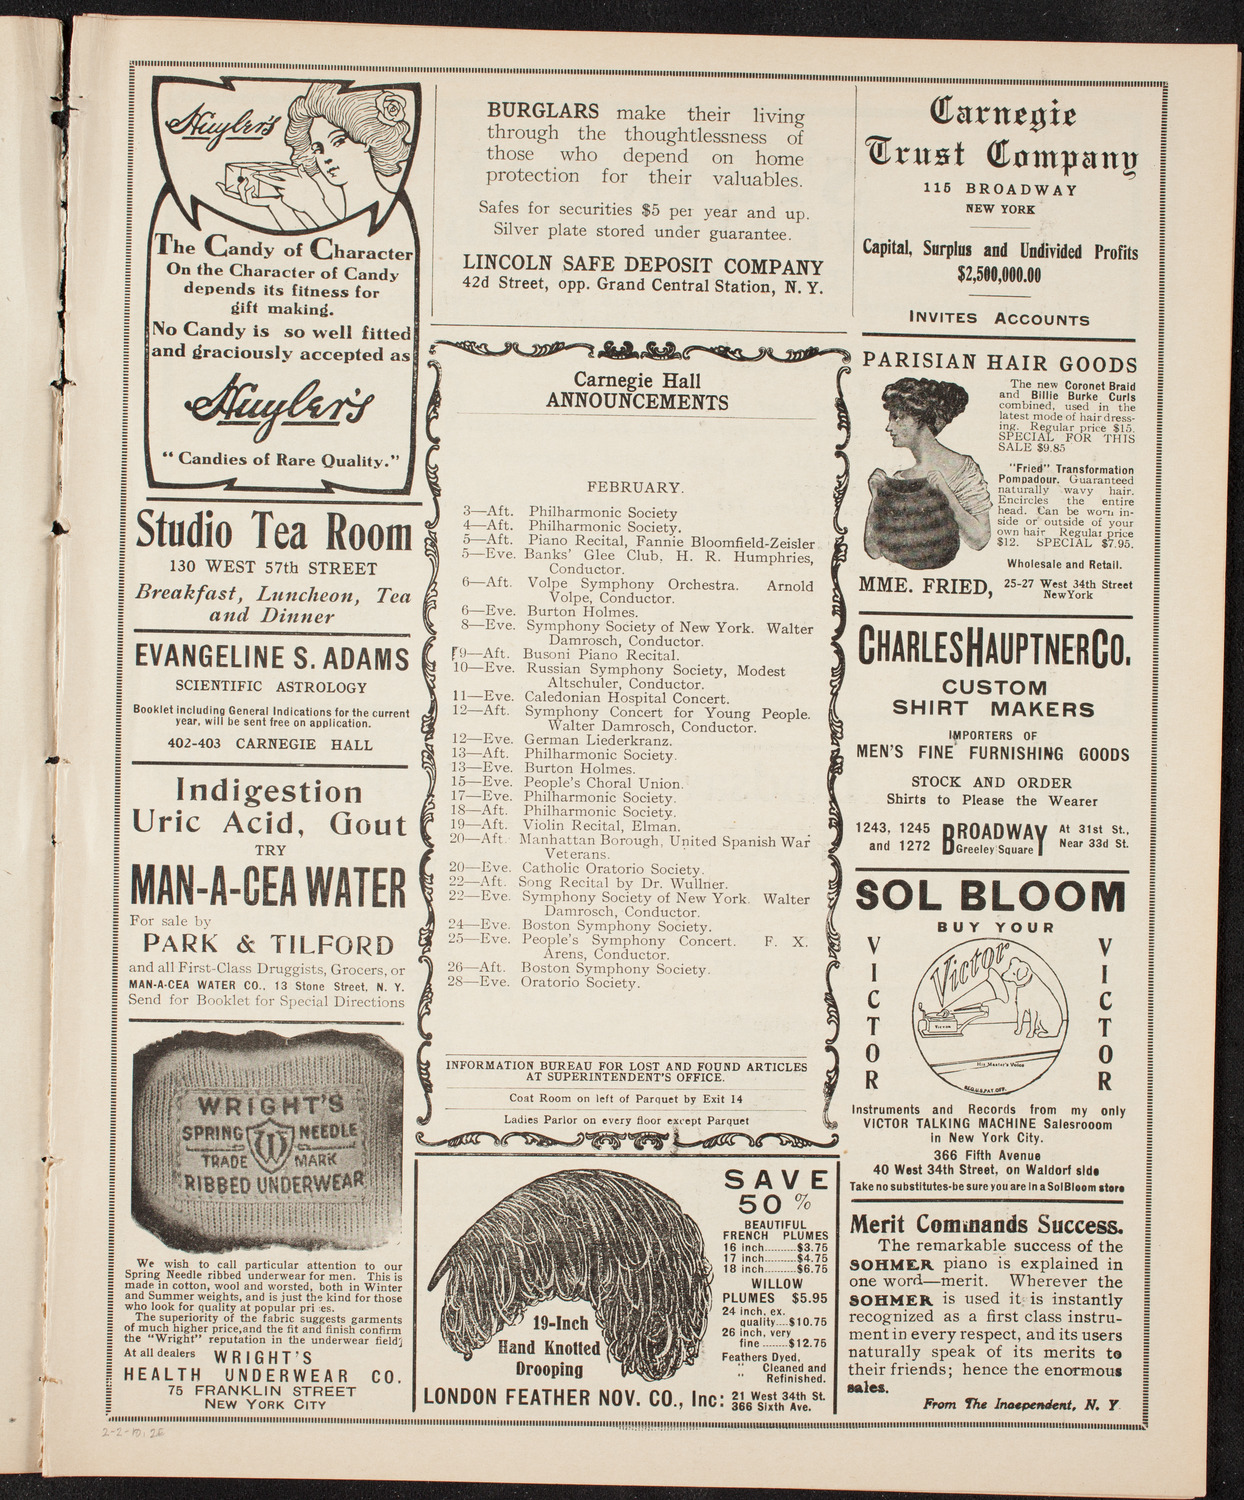 Huyler's
The Candy of Character
On the Character of Candy
depends its fitness for
gift making.
No Candy is so well fitted
and graciously accepted as
Huyler's
"Candies of Rare Quality."
Studio Tea Room
130 WEST 57th STREET
Breakfast, Luncheon, Tea
and Dinner
EVANGELINE S. ADAMS
SCIENTIFIC ASTROLOGY
Booklet including General Indications for the current
year, will be sent free on application.
402-403 CARNEGIE HALL
Indigestion
Uric Acid, Gout
TRY
MAN-A-CEA WATER
For sale by
PARK & TILFORD
and all First-Class Druggists, Grocers, or
MAN-A-CEA WATER CO., 13 Stone Street, N. Y.
Send for Booklet for Special Directions
WRIGHT'S
SPRING NEEDLE
TRADE MARK
RIBBED UNDERWEAR
We wish to call particular attention to our
Spring Needle ribbed underwear for men. This is
made in cotton, wool and worsted, both in Winter
and Summer weights, and is just the kind for those
who look for quality at popular pri es.
The superiority of the fabric suggests garments
of much higher price, and the fit and finish confirm
the "Wright" reputation in the underwear field
At all dealers WRIGHT'S
HEALTH UNDERWEAR CO.
75 FRANKLIN STREET
NEW YORK CITY
BURGLARS make their living
through the thoughtlessness of
those who depend on home
protection for their valuables.
Safes for securities $5 per year and up.
Silver plate stored under guarantee.
LINCOLN SAFE DEPOSIT COMPANY
42d Street, opp. Grand Central Station, N. Y.
Carnegie Hall
ANNOUNCEMENTS
FEBRUARY.
3—Aft. Philharmonic Society
4—Aft. Philharmonic Society.
5—Aft. Piano Recital, Fannie Bloomfield-Zeisler
5—Eve. Banks' Glee Club, H. R. Humphries,
Conductor.
6—Aft. Volpe Symphony Orchestra. Arnold
Volpe, Conductor.
6—Eve. Burton Holmes.
8—Eve. Symphony Society of New York. Walter
Damrosch, Conductor.
9—Aft. Busoni Piano Recital.
10—Eve. Russian Symphony Society, Modest
Altschuler, Conductor.
11—Eve. Caledonian Hospital Concert.
12—Aft. Symphony Concert for Young People.
Walter Damrosch, Conductor.
12—Eve. German Liederkranz.
13—Aft. Philharmonic Society.
13—Eve. Burton Holmes.
15—Eve. People's Choral Union.
17—Eve. Philharmonic Society.
18—Aft. Philharmonic Society.
19—Aft. Violin Recital, Elman.
20—Aft. Manhattan Borough, United Spanish War
Veterans.
20—Eve. Catholic Oratorio Society.
22—Aft. Song Recital by Dr. Wullner.
22—Eve. Symphony Society of New York. Walter
Damrosch, Conductor.
24—Eve. Boston Symphony Society.
25—Eve. People's Symphony Concert. F. X.
Arens, Conductor.
26—Aft. Boston Symphony Society.
28—Eve. Oratorio Society.
INFORMATION BUREAU FOR LOST AND FOUND ARTICLES
AT SUPERINTENDENT'S OFFICE.
Coat Room on left of Parquet by Exit 14
Ladies Parlor on every floor except Parquet
19-Inch
Hand Knotted
Drooping
SAVE
50 %
BEAUTIFUL
FRENCH PLUMES
16 inch..........$3.75
17 inch..........$4.75
18 inch..........$6.75
WILLOW
PLUMES $5.95
24 inch, ex.
quality....$10.75
26 inch, very
fine ........$12.75
Feathers Dyed,
" Cleaned and
" Refinished.
LONDON FEATHER NOV. CO., Inc: 21 West 34th St.
366 Sixth Ave.
Carnegie
Trust Company
115 BROADWAY
NEW YORK
Capital, Surplus and Undivided Profits
$2,500,000.00
INVITES ACCOUNTS
PARISIAN HAIR GOODS
The new Coronet Braid
and Billie Burke Curls
combined, used in the
latest mode of hair dress-
ing. Regular price $15.
SPECIAL FOR THIS
SALE $9.85
"Fried" Transformation
Pompadour. Guaranteed
naturally wavy hair.
Encircles the entire
head. Can be worn in-
side or outside of your
own hair. Regular price
$12. SPECIAL $7.95.
Wholesale and Retail.
MME. FRIED, 25-27 West 34th Street
New York
CHARLES HAUPTNER CO.
CUSTOM
SHIRT MAKERS
IMPORTERS OF
MEN'S FINE FURNISHING GOODS
STOCK AND ORDER
Shirts to Please the Wearer
1243, 1245
and 1272
BROADWAY
Greeley Square
At 31st St.,
Near 33d St.
SOL BLOOM
BUY YOUR
VICTOR
Victor
VICTOR
His Master's Voice
REG. U.S. PAT. OFF.
VICTOR
Instruments and Records from my only
VICTOR TALKING MACHINE Salesrooom
in New York City.
366 Fifth Avenue
40 West 34th Street, on Waldorf side
Take no substitutes-be sure you are in a Sol Bloom store
Merit Commands Success.
The remarkable success of the
SOHMER piano is explained in
one word—merit. Wherever the
SOHMER is used it is instantly
recognized as a first class instru-
ment in every respect, and its users
naturally speak of its merits to
their friends; hence the enormous
sales.
From The Independent, N. Y
2-2-10; 26